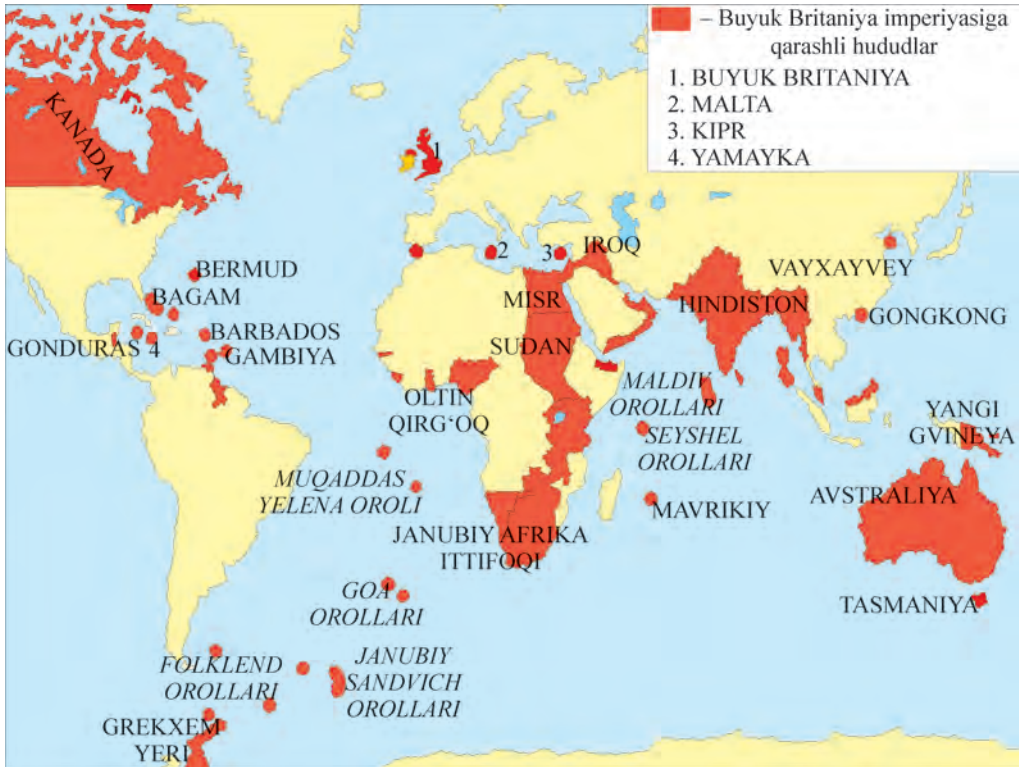 – Buyuk Britaniya imperiyasiga
qarashli hududlar
1. BUYUK BRITANIYA
2. MALTA
3. KIPR
4. YAMAYKA
KANADA
1
BERMUD
BAGAM
BARBADOS
GONDURAS 4
GAMBIYA
2
3
IROQ
MISR
SUDAN
HINDISTON
VAYXAYVEY
GONGKONG
OLTIN
QIRG‘OQ
MALDIV
OROLLARI
SEYSHEL
OROLLARI
YANGI
GVINEYA
MUQADDAS
YELENA OROLI
MAVRIKIY
AVSTRALIYA
JANUBIY AFRIKA
ITTIFOQI
TASMANIYA
GOA
OROLLARI
FOLKLEND
OROLLARI
JANUBIY
SANDVICH
OROLLARI
GREKXEM
YERI